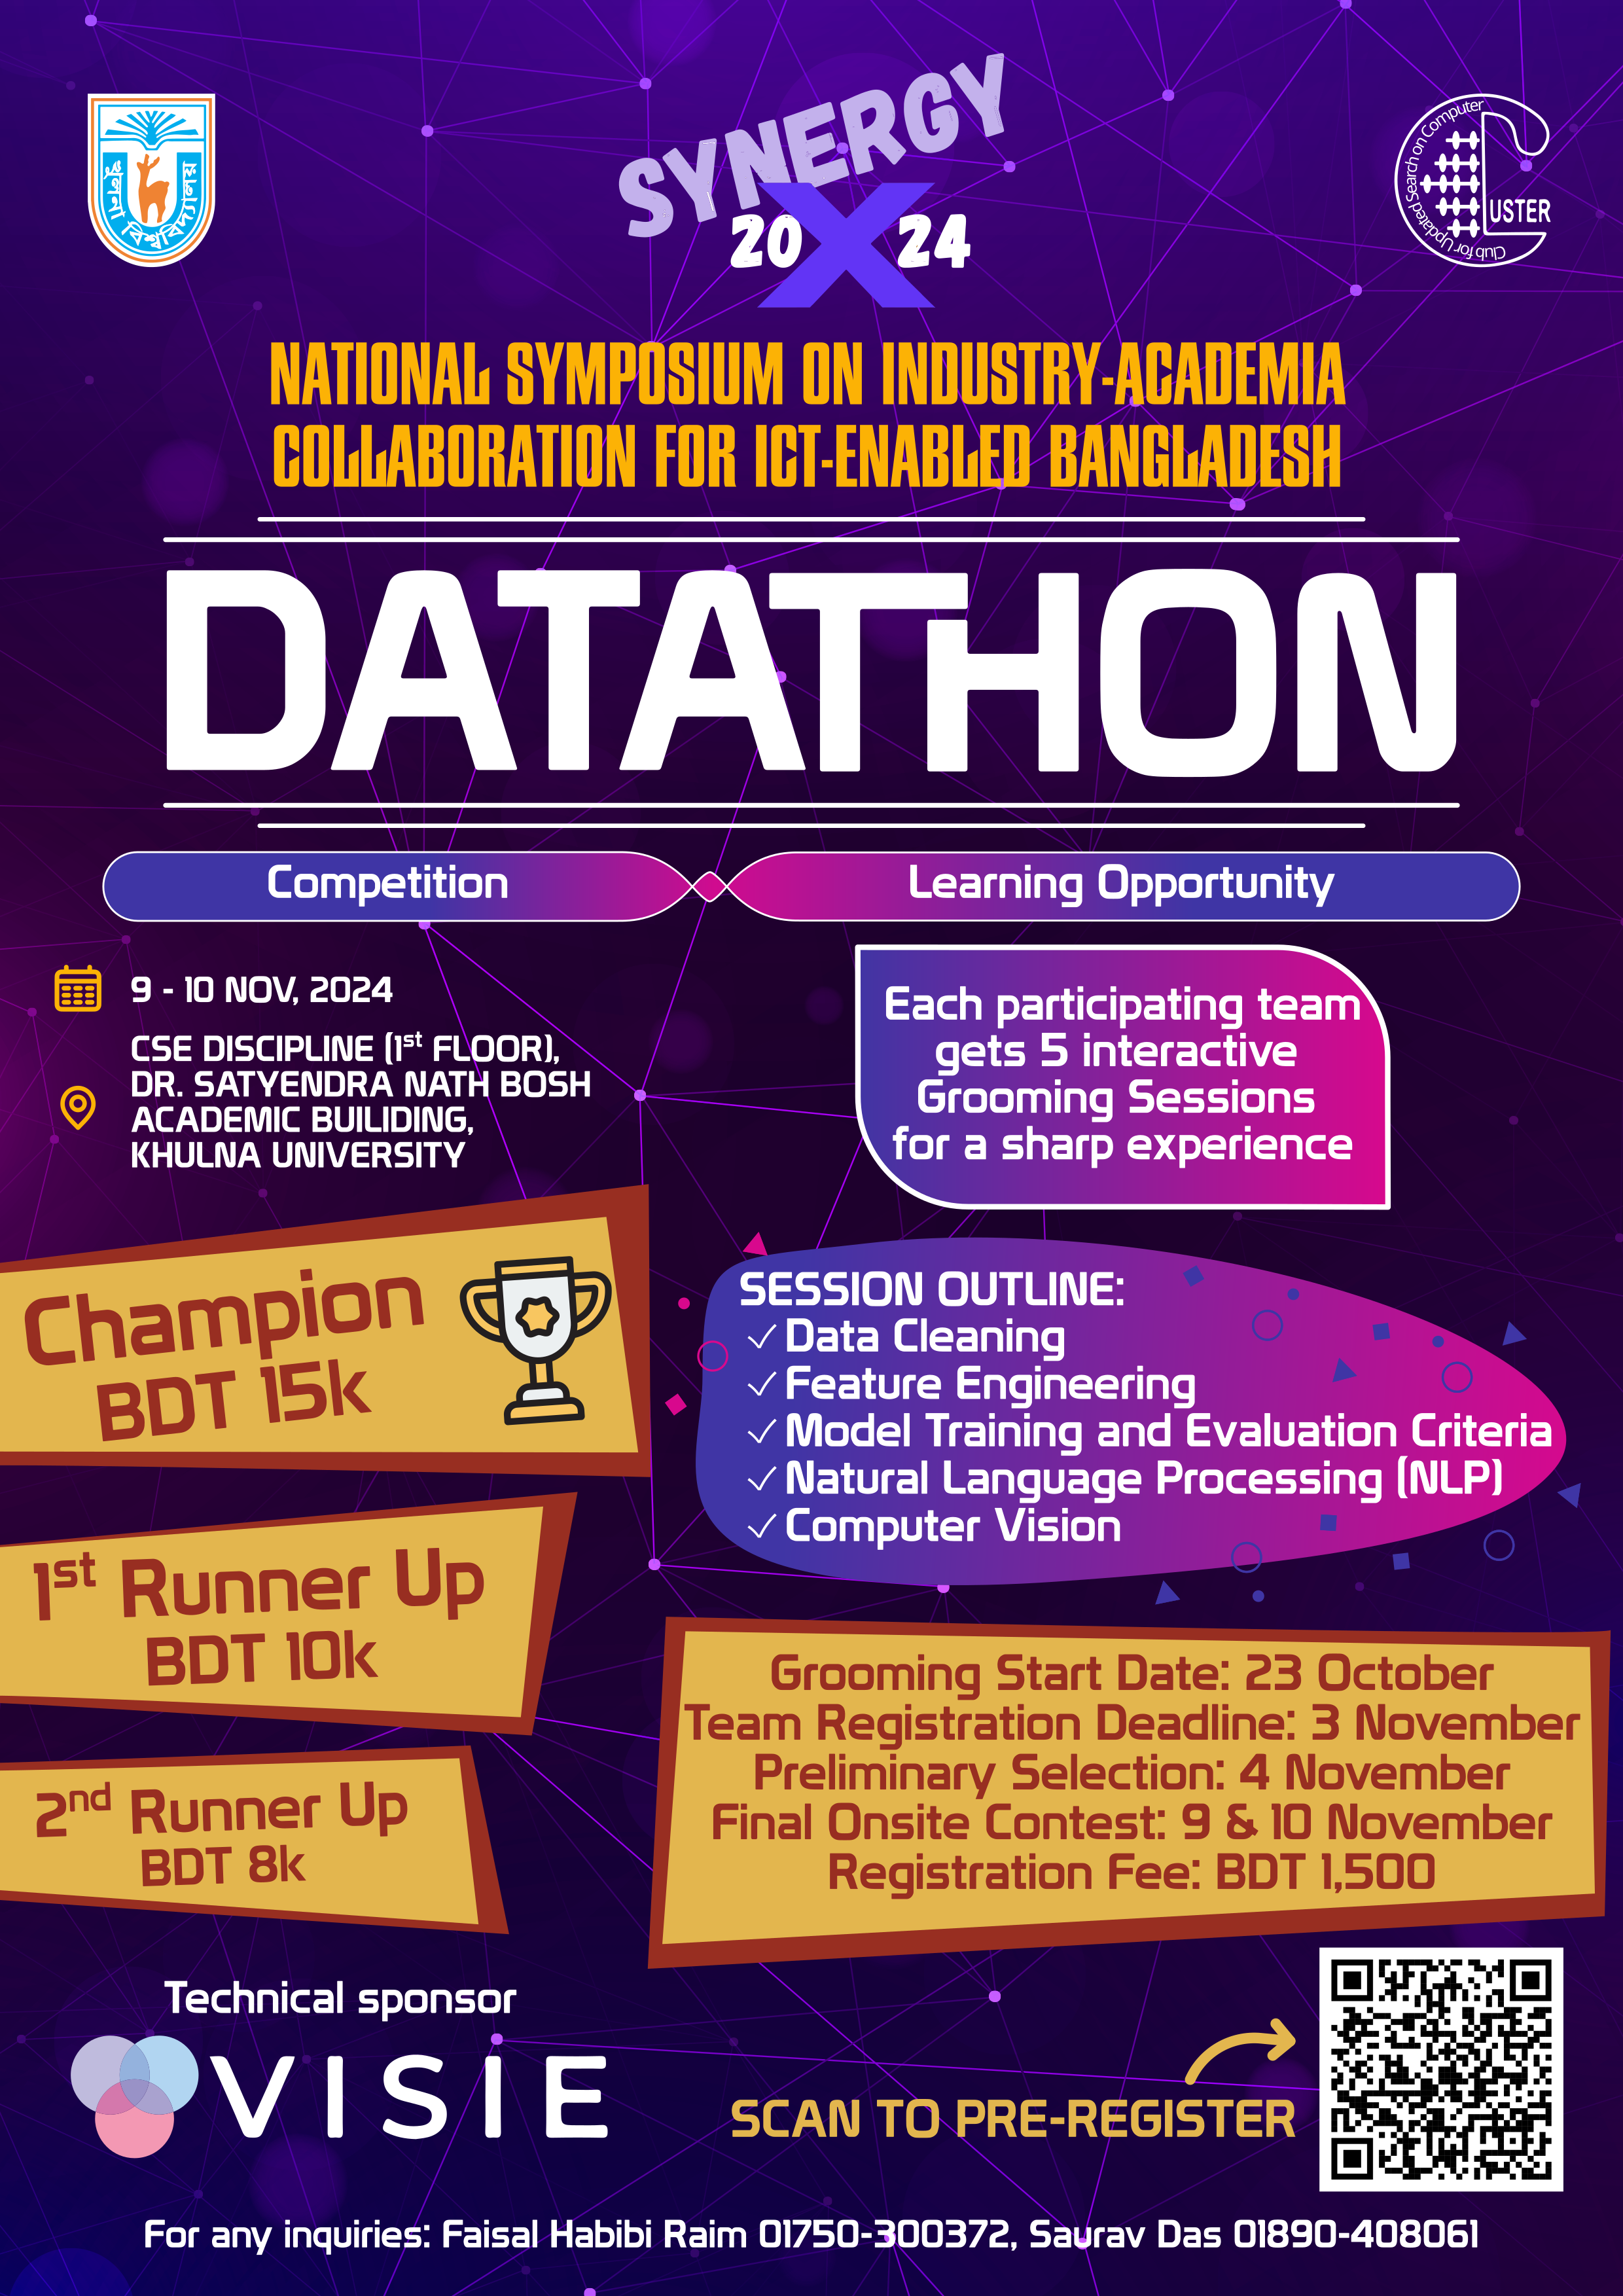 খুলনা বিশ্ববিদ্যালয়
SYNERGY
X
20 24
Club for Updated Search on Computer
CLUSTER
NATIONAL SYMPOSIUM ON INDUSTRY-ACADEMIA
COLLABORATION FOR ICT-ENABLED BANGLADESH
DATATHON
Competition
Learning Opportunity
9 - 10 NOV, 2024
CSE DISCIPLINE (1st FLOOR),
DR. SATYENDRA NATH BOSH
ACADEMIC BUILIDING,
KHULNA UNIVERSITY
Each participating team
gets 5 interactive
Grooming Sessions
for a sharp experience
Champion
BDT 15k
1st Runner Up
BDT 10k
2nd Runner Up
BDT 8k
SESSION OUTLINE:
✓ Data Cleaning
✓ Feature Engineering
✓ Model Training and Evaluation Criteria
✓ Natural Language Processing (NLP)
✓ Computer Vision
Grooming Start Date: 23 October
Team Registration Deadline: 3 November
Preliminary Selection: 4 November
Final Onsite Contest: 9 & 10 November
Registration Fee: BDT 1,500
Technical sponsor
VISIE
SCAN TO PRE-REGISTER
For any inquiries: Faisal Habibi Raim 01750-300372, Saurav Das 01890-408061